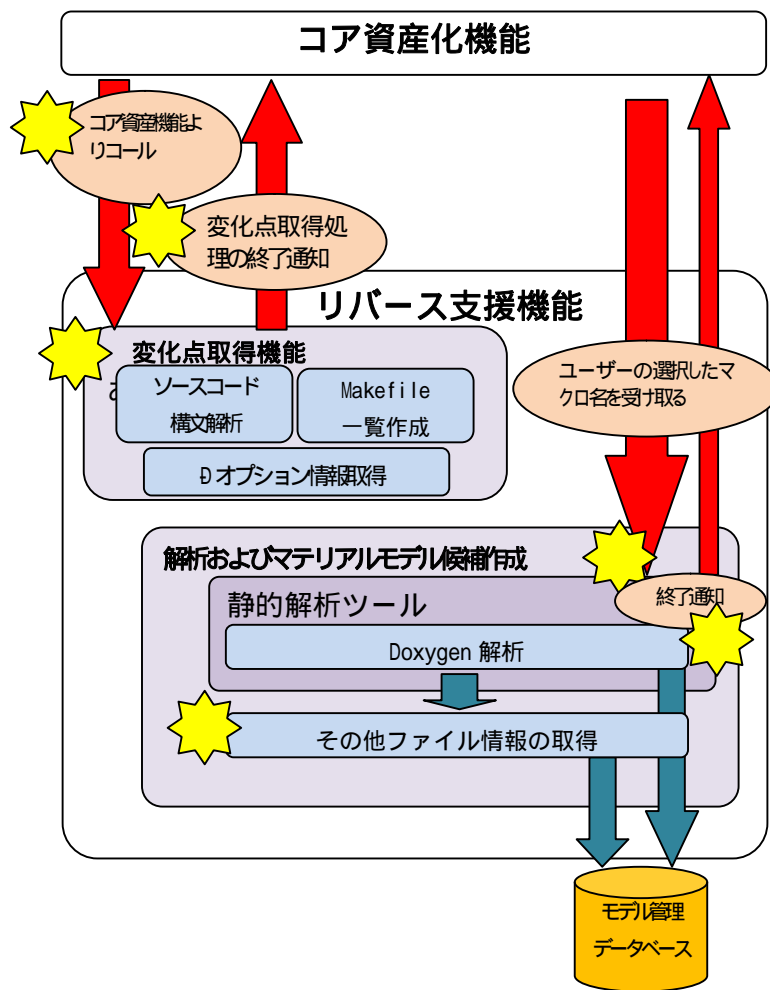 コア資産化機能
コア資産機能よ
りコール
変化点取得処
理の終了通知
リバース支援機能
変化点取得機能
ソースコード
構文解析
Makefile
一覧作成
-Dオプション情報取得
ユーザーの選択したマ
クロ名を受け取る
解析およびマテリアルモデル候補作成
静的解析ツール
終了通知
Doxygen 解析
その他ファイル情報の取得
モデル管理
データベース